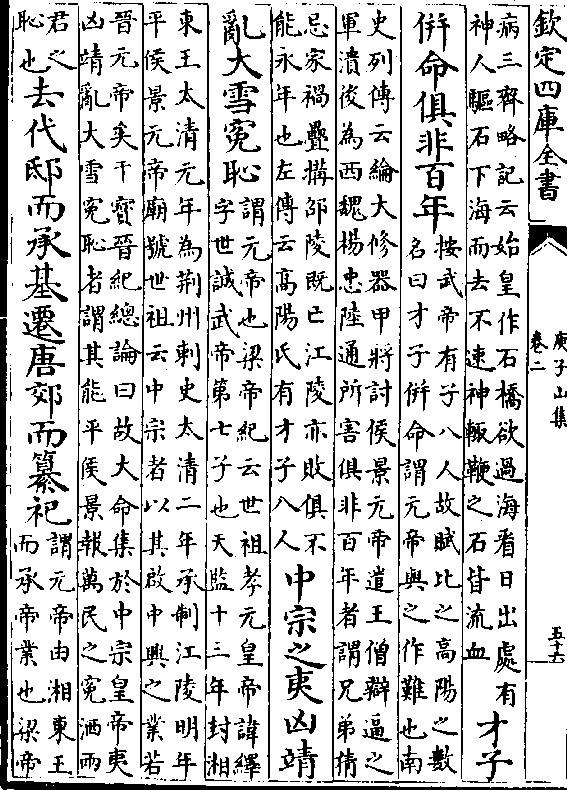 欽定四庫全書
庾子山集
卷二
五十六
病三齊略記云始皇作石橋欲過海看日出處有
神人驅石下海而去不速神輙鞭之石皆流血
才子
併命俱非百年
按武帝有子八人故賦比之高陽之數
名曰才子併命謂元帝與之作難也南
史列傳云綸大修器甲將討侯景元帝遣王僧辯逼之
軍潰後為西魏楊忠陸通所害俱非百年者謂兄弟猜
忌家禍疊搆邵陵既亡江陵亦敗俱不
能永年也左傳云高陽氏有才子八人
中宗之夷凶靖
亂大雪寃恥
謂元帝也梁帝紀云世祖孝元皇帝諱繹
字世誠武帝第七子也天監十三年封湘
東王太清元年為荆州刺史太清二年承制江陵明年
平侯景元帝廟號世祖云中宗者以其啟中興之業若
晉元帝矣干寳晉紀總論曰故大命集於中宗皇帝夷
凶靖亂大雪寃恥者謂其能平侯景報萬民之寃洒兩
君之
恥也
去代邸而承基遷唐郊而纂祀
謂元帝由湘東王
而承帝業也梁帝